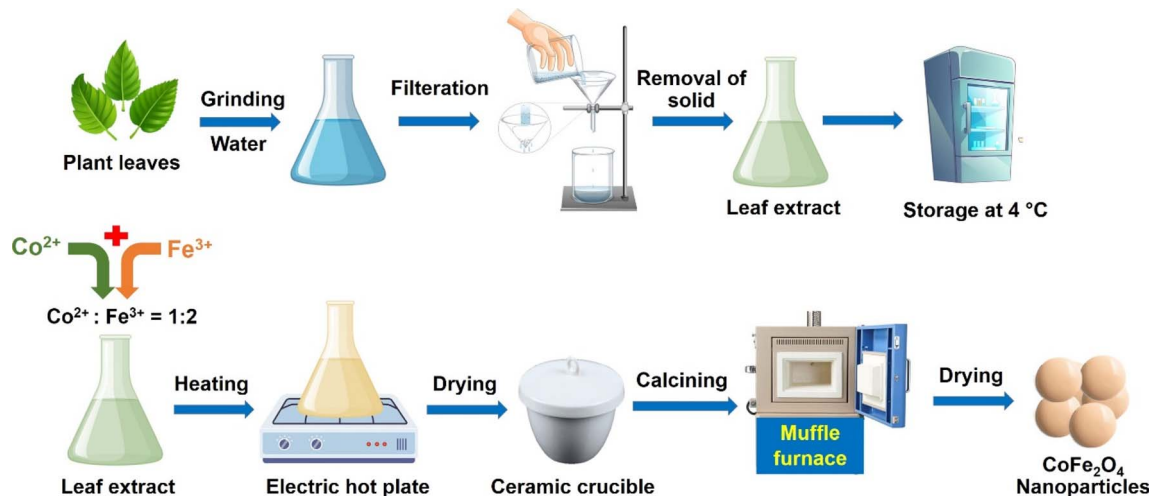 Grinding
Water
Filteration
Removal of
solid
Plant leaves
Leaf extract
Storage at 4 °C
°C
Co²⁺
Fe³⁺
Co²⁺ : Fe³⁺ = 1:2
Heating
Drying
Calcining
Drying
Muffle
furnace
Leaf extract
Electric hot plate
Ceramic crucible
CoFe₂O₄
Nanoparticles